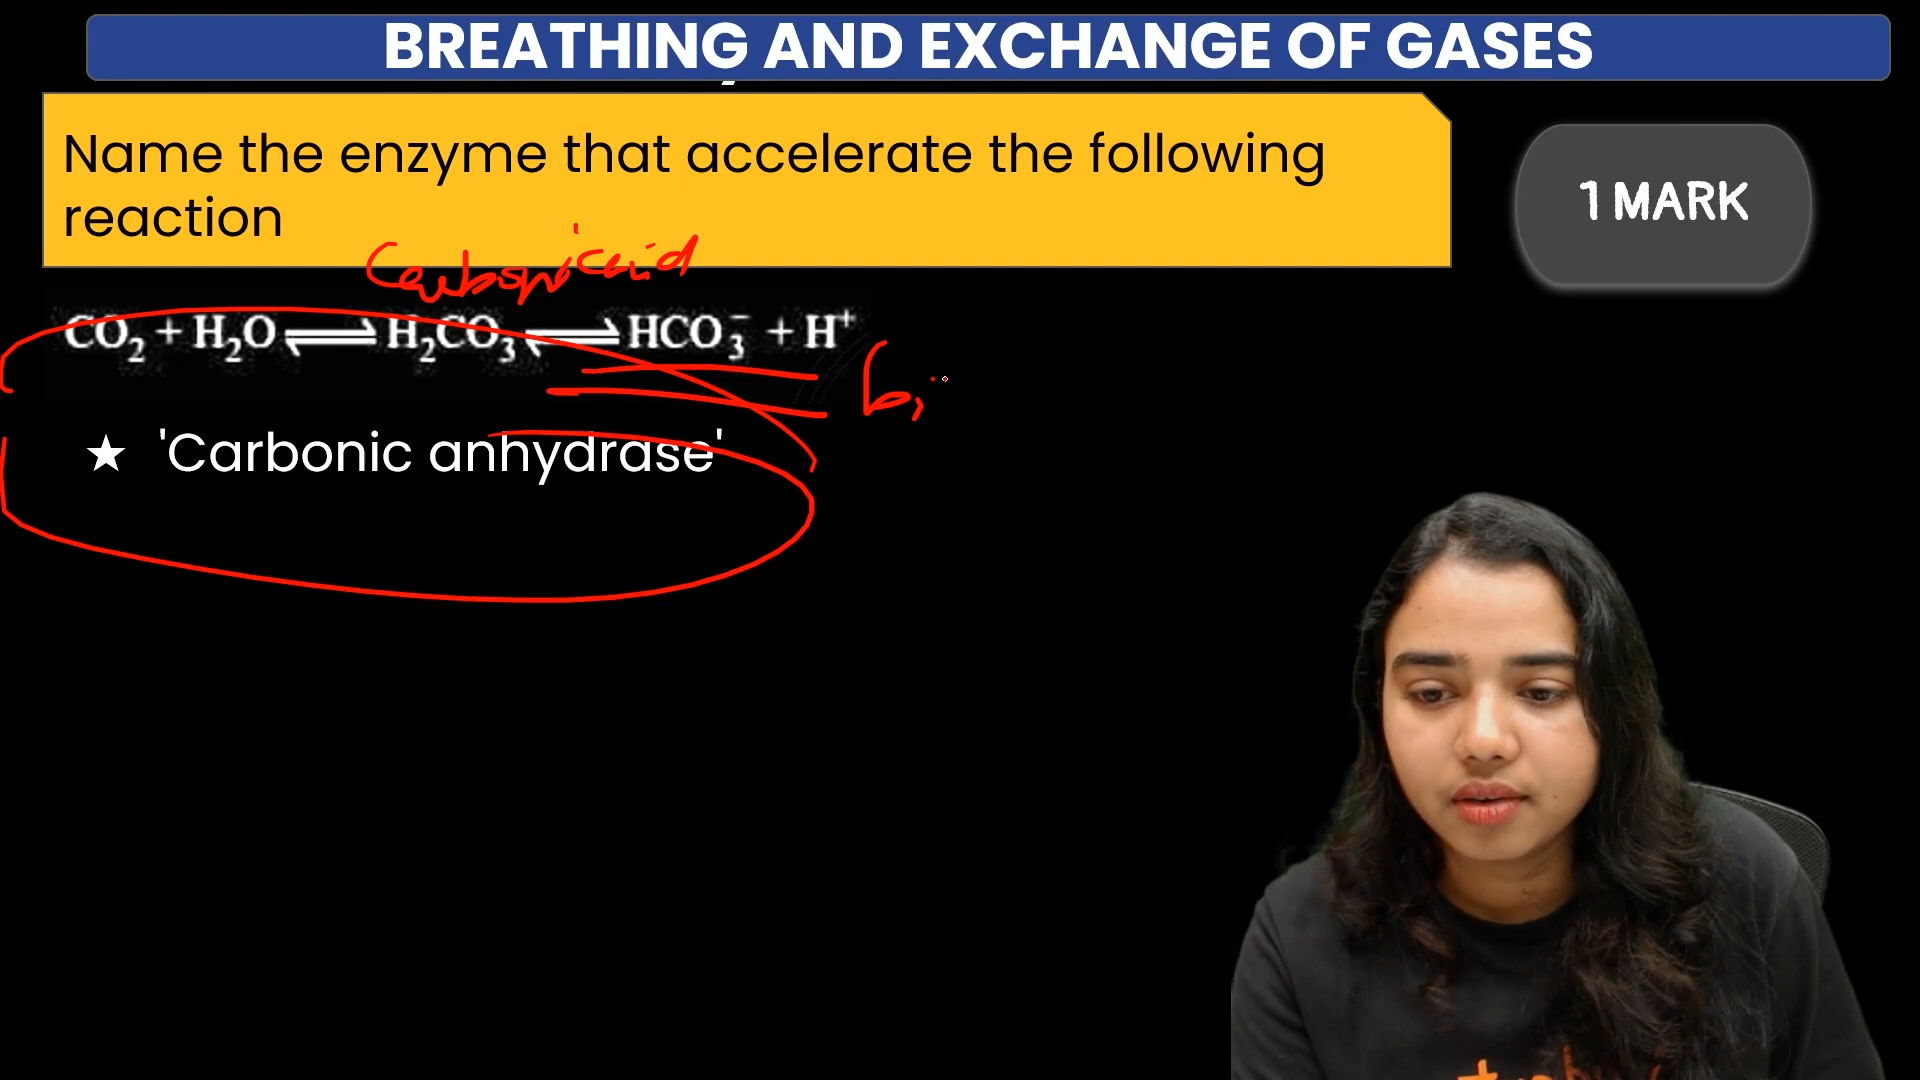 BREATHING AND EXCHANGE OF GASES
Name the enzyme that accelerate the following
reaction
1 MARK
Carbonic acid
CO₂ + H₂O ⇌ H₂CO₃ ⇌ HCO₃⁻ + H⁺
bi
★ 'Carbonic anhydrase'